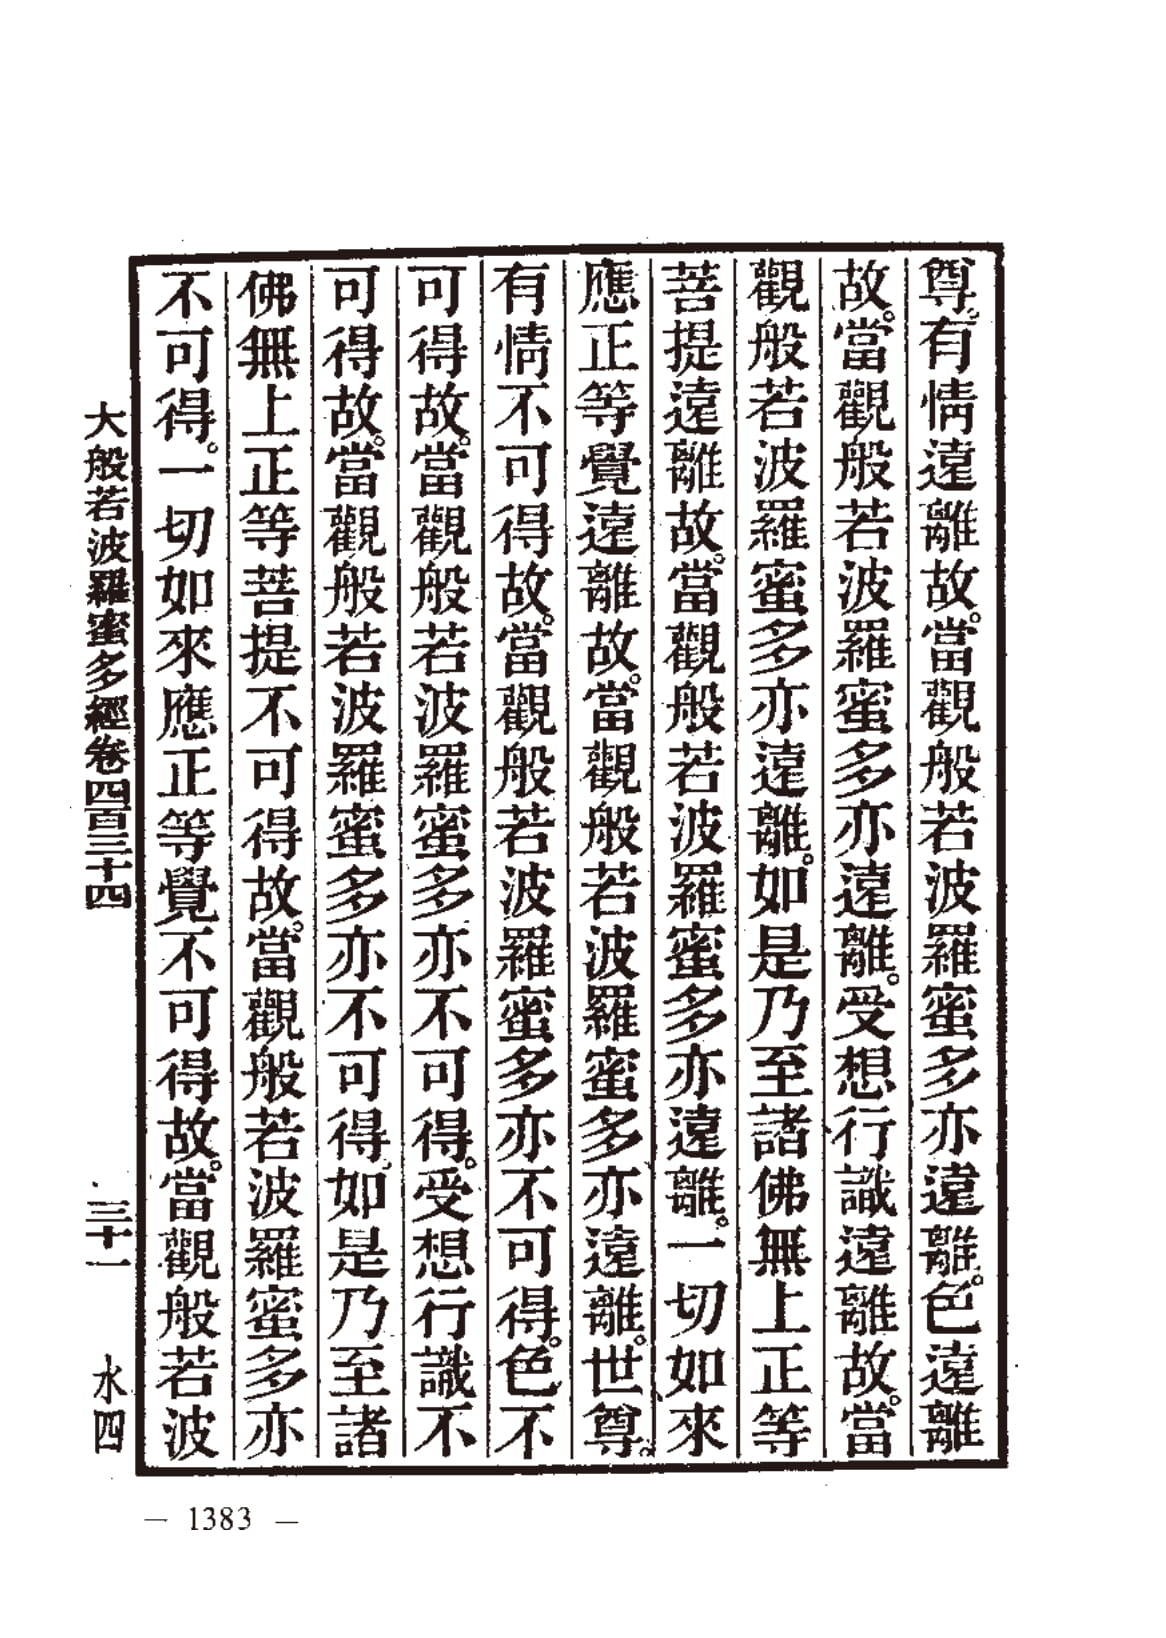 尊。有情遠離故。當觀般若波羅蜜多亦遠離。色遠離
故。當觀般若波羅蜜多亦遠離。受想行識遠離故。當
觀般若波羅蜜多亦遠離。如是乃至諸佛無上正等
菩提遠離故。當觀般若波羅蜜多亦遠離。一切如來
應正等覺遠離故。當觀般若波羅蜜多亦遠離。世尊。
有情不可得故。當觀般若波羅蜜多亦不可得。色不
可得故。當觀般若波羅蜜多亦不可得。受想行識不
可得故。當觀般若波羅蜜多亦不可得。如是乃至諸
佛無上正等菩提不可得故。當觀般若波羅蜜多亦
不可得。一切如來應正等覺不可得故。當觀般若波
大般若波羅蜜多經卷四百三十四 三十一 水四
— 1383 —